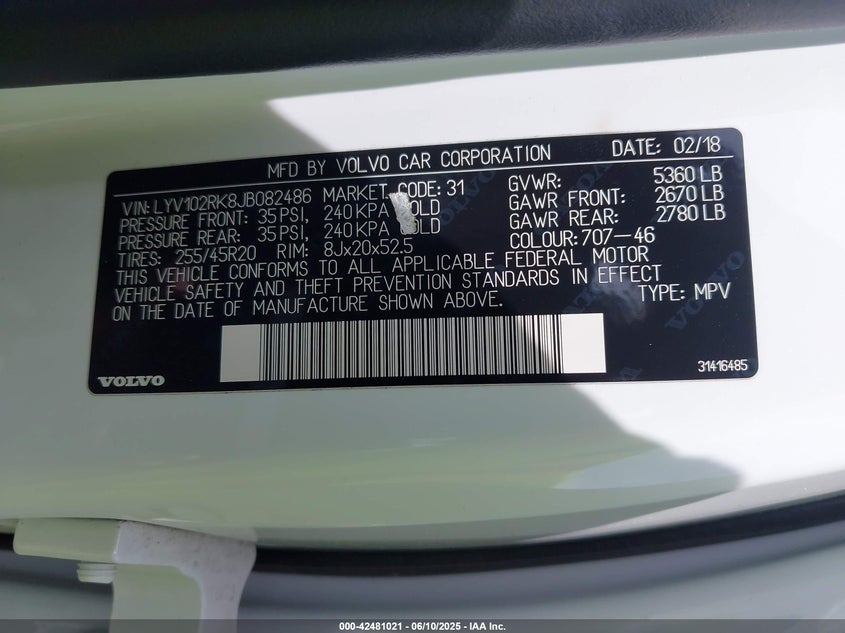 MFD BY VOLVO CAR CORPORATION DATE: 02/18
VIN: LYV102RK8JB082486 MARKET CODE: 31 GVWR: 5360 LB
PRESSURE FRONT: 35 PSI, 240 KPA COLD GAWR FRONT: 2670 LB
PRESSURE REAR: 35 PSI, 240 KPA COLD GAWR REAR: 2780 LB
TIRES: 255/45R20 RIM: 8Jx20x52.5 COLOUR: 707-46
THIS VEHICLE CONFORMS TO ALL APPLICABLE FEDERAL MOTOR
VEHICLE SAFETY AND THEFT PREVENTION STANDARDS IN EFFECT
ON THE DATE OF MANUFACTURE SHOWN ABOVE. TYPE: MPV
VOLVO 31416485
000-42481021 - 06/10/2025 - IAA Inc.